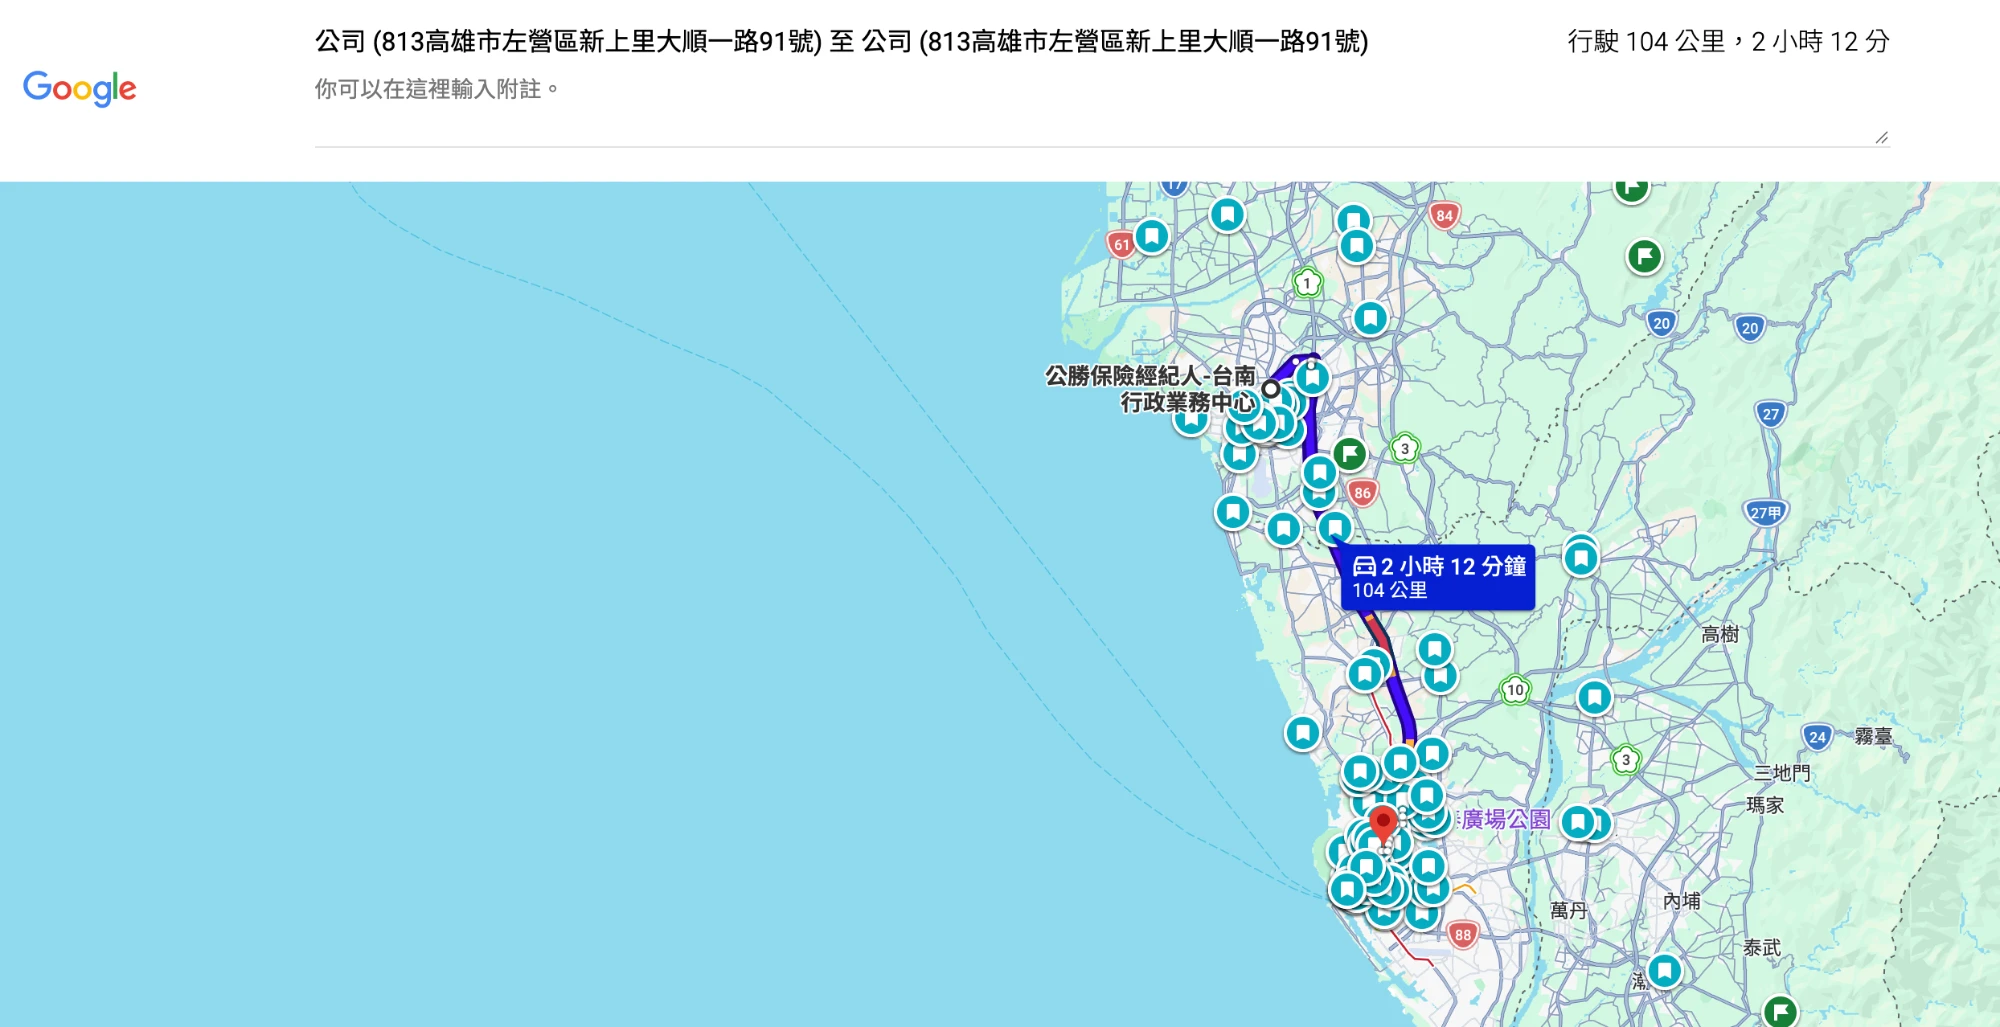 公司 (813高雄市左營區新上里大順一路91號) 至 公司 (813高雄市左營區新上里大順一路91號)
行駛 104 公里，2 小時 12 分
Google
你可以在這裡輸入附註。
17
84
61
1
20
20
公勝保險經紀人-台南
行政業務中心
27
3
86
27甲
2 小時 12 分鐘
104 公里
高樹
10
24
霧臺
3
三地門
瑪家
廣場公園
內埔
萬丹
88
泰武
潮